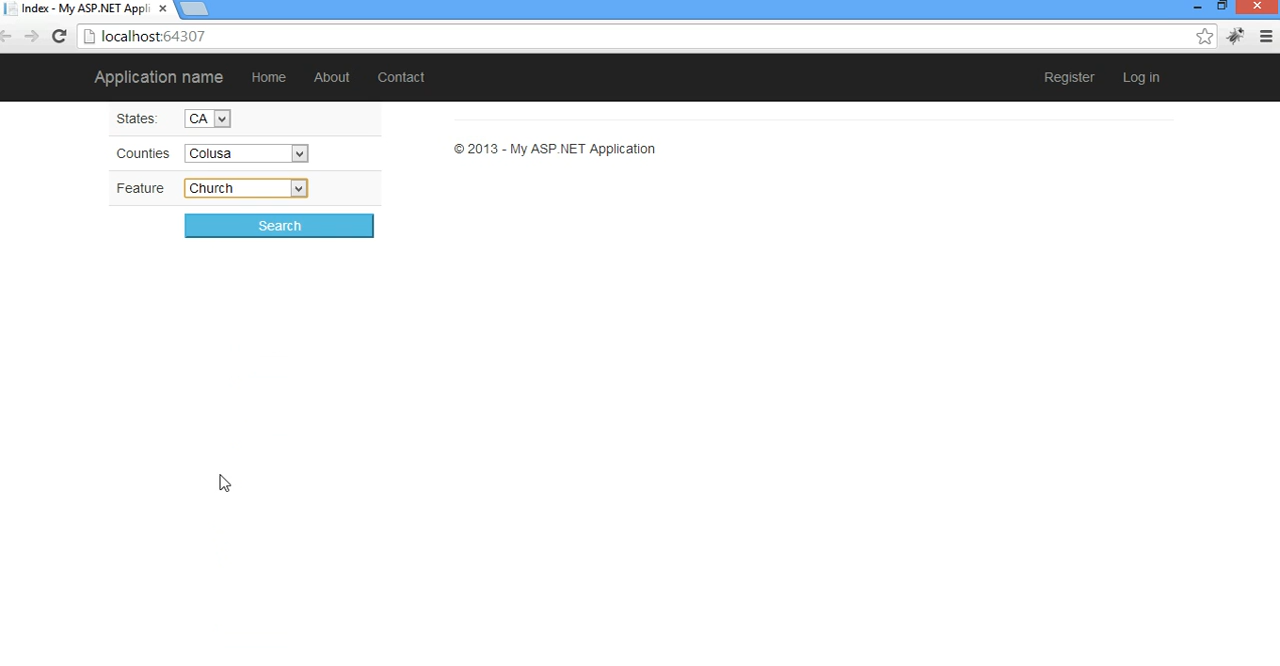 Index - My ASP.NET Appli
localhost:64307
Application name Home About Contact Register Log in
States: CA
Counties Colusa
Feature Church
Search
© 2013 - My ASP.NET Application